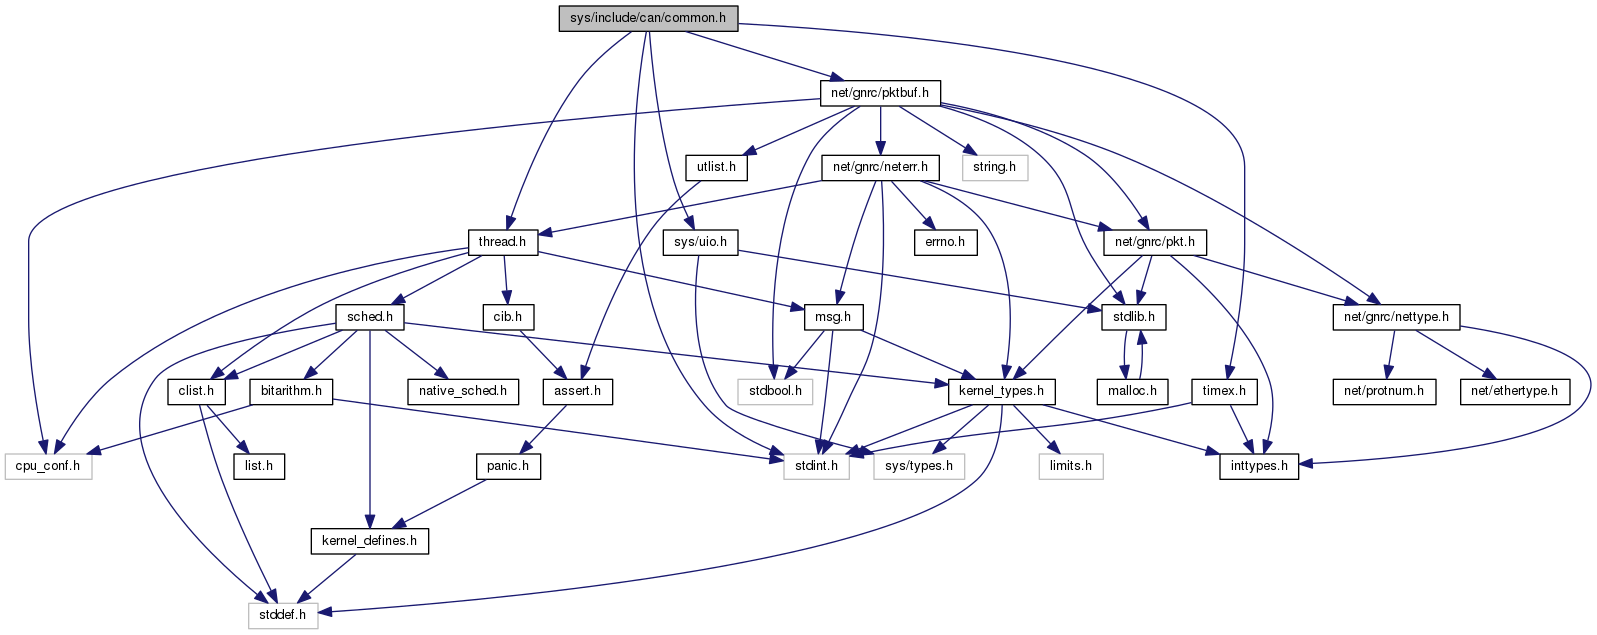 sys/include/can/common.h
net/gnrc/pktbuf.h
utlist.h
net/gnrc/neterr.h
string.h
thread.h
sys/uio.h
errno.h
net/gnrc/pkt.h
sched.h
cib.h
msg.h
stdlib.h
net/gnrc/nettype.h
clist.h
bitarithm.h
native_sched.h
assert.h
stdbool.h
kernel_types.h
malloc.h
timex.h
net/protnum.h
net/ethertype.h
cpu_conf.h
list.h
panic.h
stdint.h
sys/types.h
limits.h
inttypes.h
kernel_defines.h
stddef.h